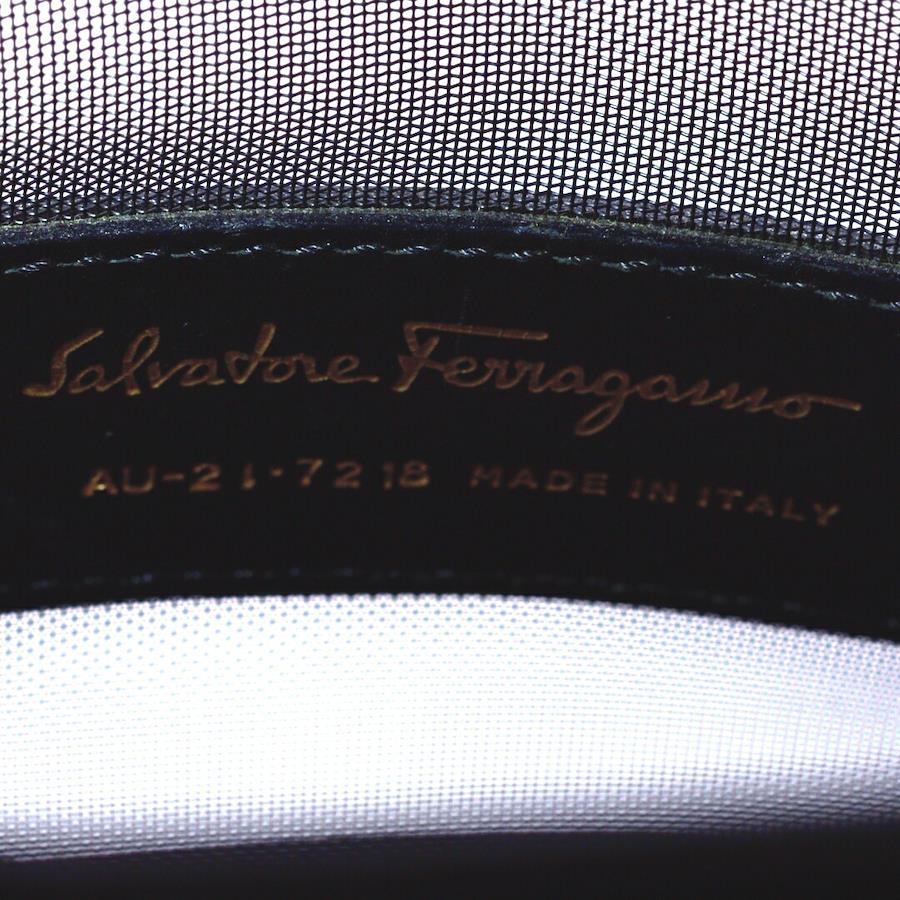 Salvatore Ferragamo
AU-21·7218 MADE IN ITALY